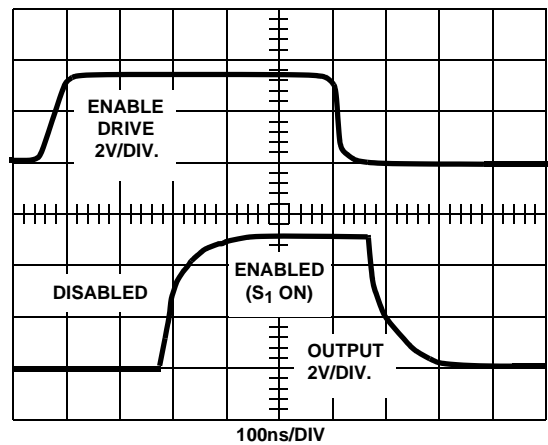 ENABLE
DRIVE
2V/DIV.
DISABLED
ENABLED
(S1 ON)
OUTPUT
2V/DIV.
100ns/DIV